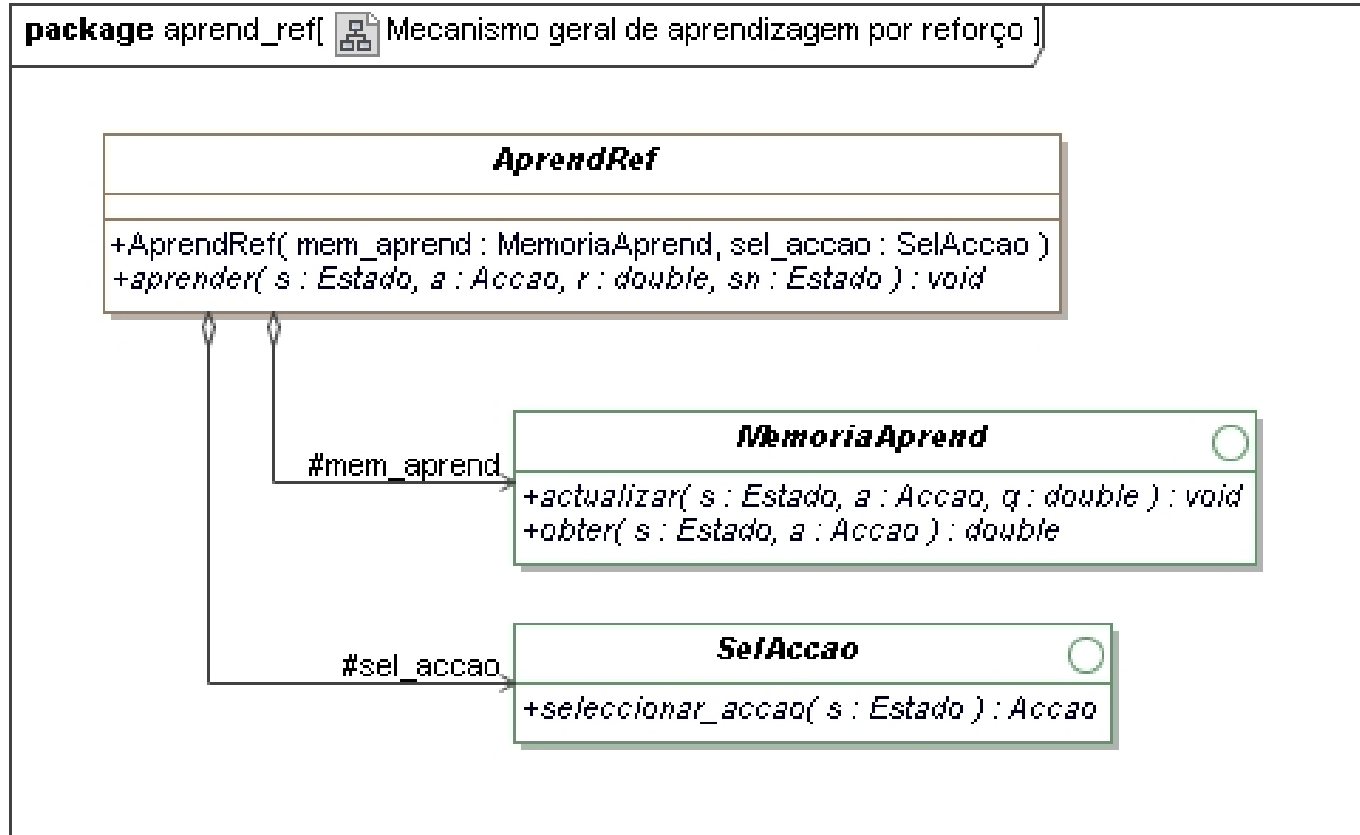 package aprend_ref[ Mecanismo geral de aprendizagem por reforço ]
AprendRef
+AprendRef( mem_aprend : MemoriaAprend, sel_accao : SelAccao )
+aprender( s : Estado, a : Accao, r : double, sn : Estado ) : void
MemoriaAprend
#mem_aprend
+actualizar( s : Estado, a : Accao, q : double ) : void
+obter( s : Estado, a : Accao ) : double
SelAccao
#sel_accao
+seleccionar_accao( s : Estado ) : Accao